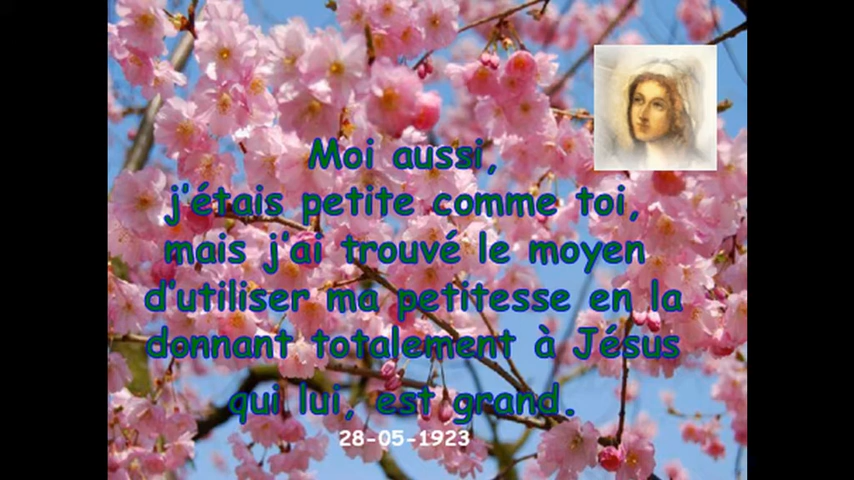 Moi aussi,
j'étais petite comme toi,
mais j'ai trouvé le moyen
d'utiliser ma petitesse en la
donnant totalement à Jésus
qui lui, est grand.
28-05-1923